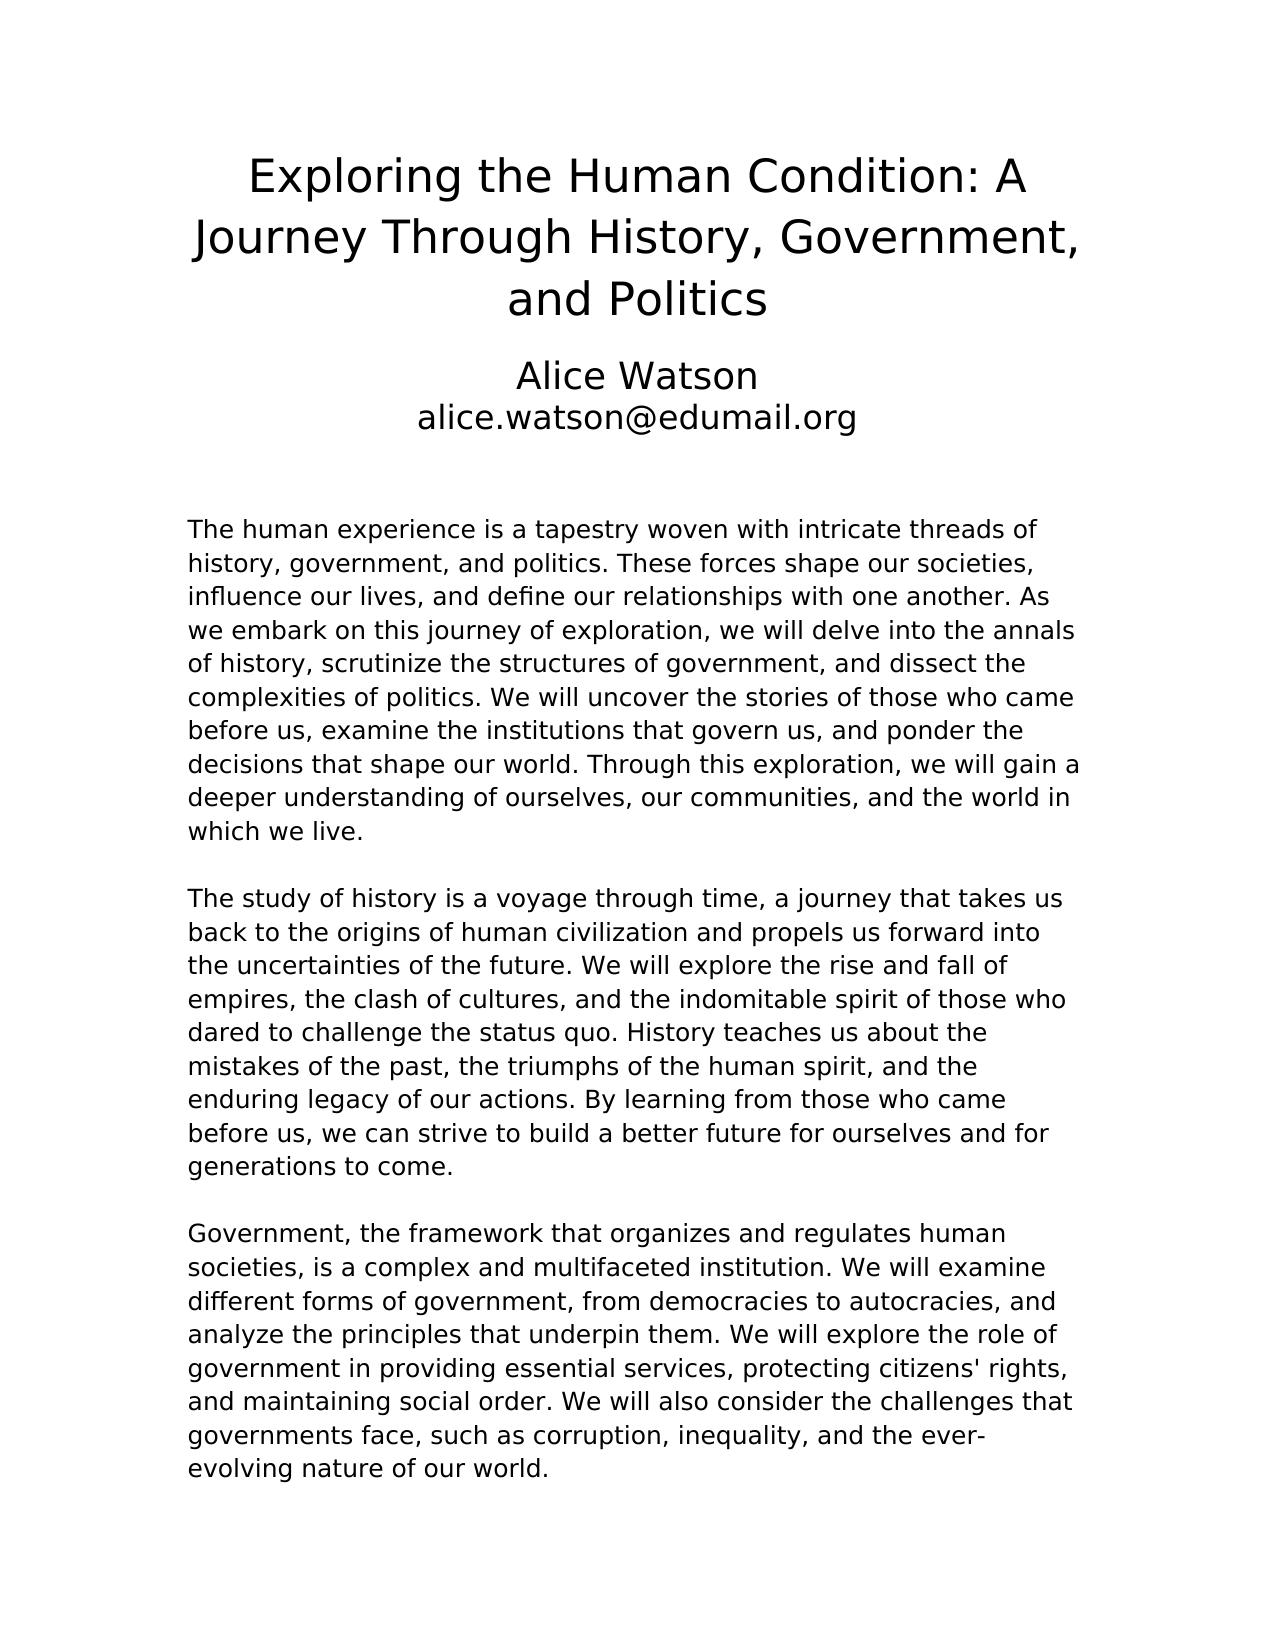 Exploring the Human Condition: A
Journey Through History, Government,
and Politics
Alice Watson
alice.watson@edumail.org
The human experience is a tapestry woven with intricate threads of
history, government, and politics. These forces shape our societies,
influence our lives, and define our relationships with one another. As
we embark on this journey of exploration, we will delve into the annals
of history, scrutinize the structures of government, and dissect the
complexities of politics. We will uncover the stories of those who came
before us, examine the institutions that govern us, and ponder the
decisions that shape our world. Through this exploration, we will gain a
deeper understanding of ourselves, our communities, and the world in
which we live.
The study of history is a voyage through time, a journey that takes us
back to the origins of human civilization and propels us forward into
the uncertainties of the future. We will explore the rise and fall of
empires, the clash of cultures, and the indomitable spirit of those who
dared to challenge the status quo. History teaches us about the
mistakes of the past, the triumphs of the human spirit, and the
enduring legacy of our actions. By learning from those who came
before us, we can strive to build a better future for ourselves and for
generations to come.
Government, the framework that organizes and regulates human
societies, is a complex and multifaceted institution. We will examine
different forms of government, from democracies to autocracies, and
analyze the principles that underpin them. We will explore the role of
government in providing essential services, protecting citizens' rights,
and maintaining social order. We will also consider the challenges that
governments face, such as corruption, inequality, and the ever-
evolving nature of our world.